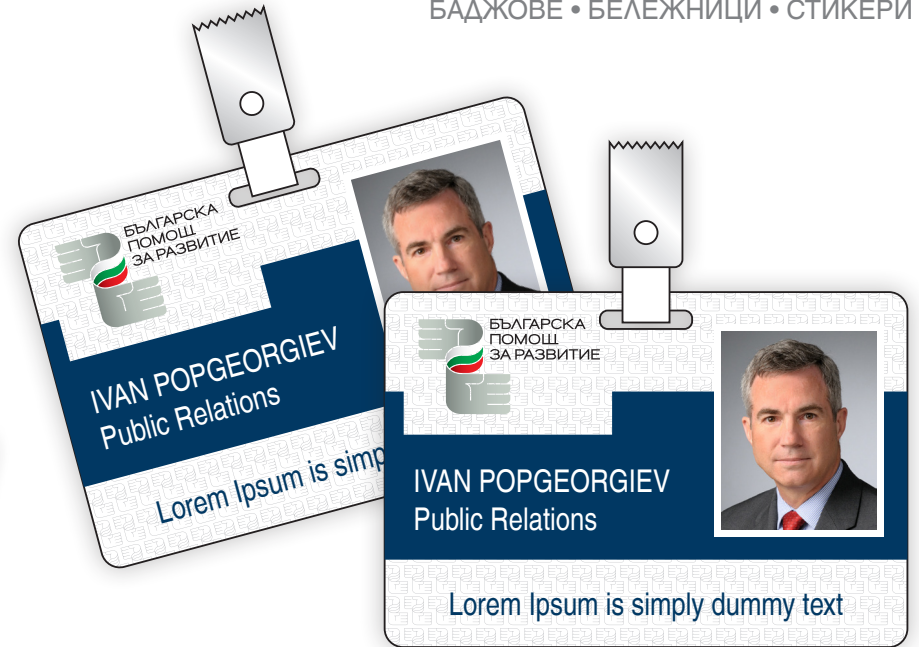 БАДЖОВЕ • БЕЛЕЖНИЦИ • СТИКЕРИ
БЪЛГАРСКА
ПОМОЩ
ЗА РАЗВИТИЕ
IVAN POPGEORGIEV
Public Relations
Lorem Ipsum is simp
БЪЛГАРСКА
ПОМОЩ
ЗА РАЗВИТИЕ
IVAN POPGEORGIEV
Public Relations
Lorem Ipsum is simply dummy text